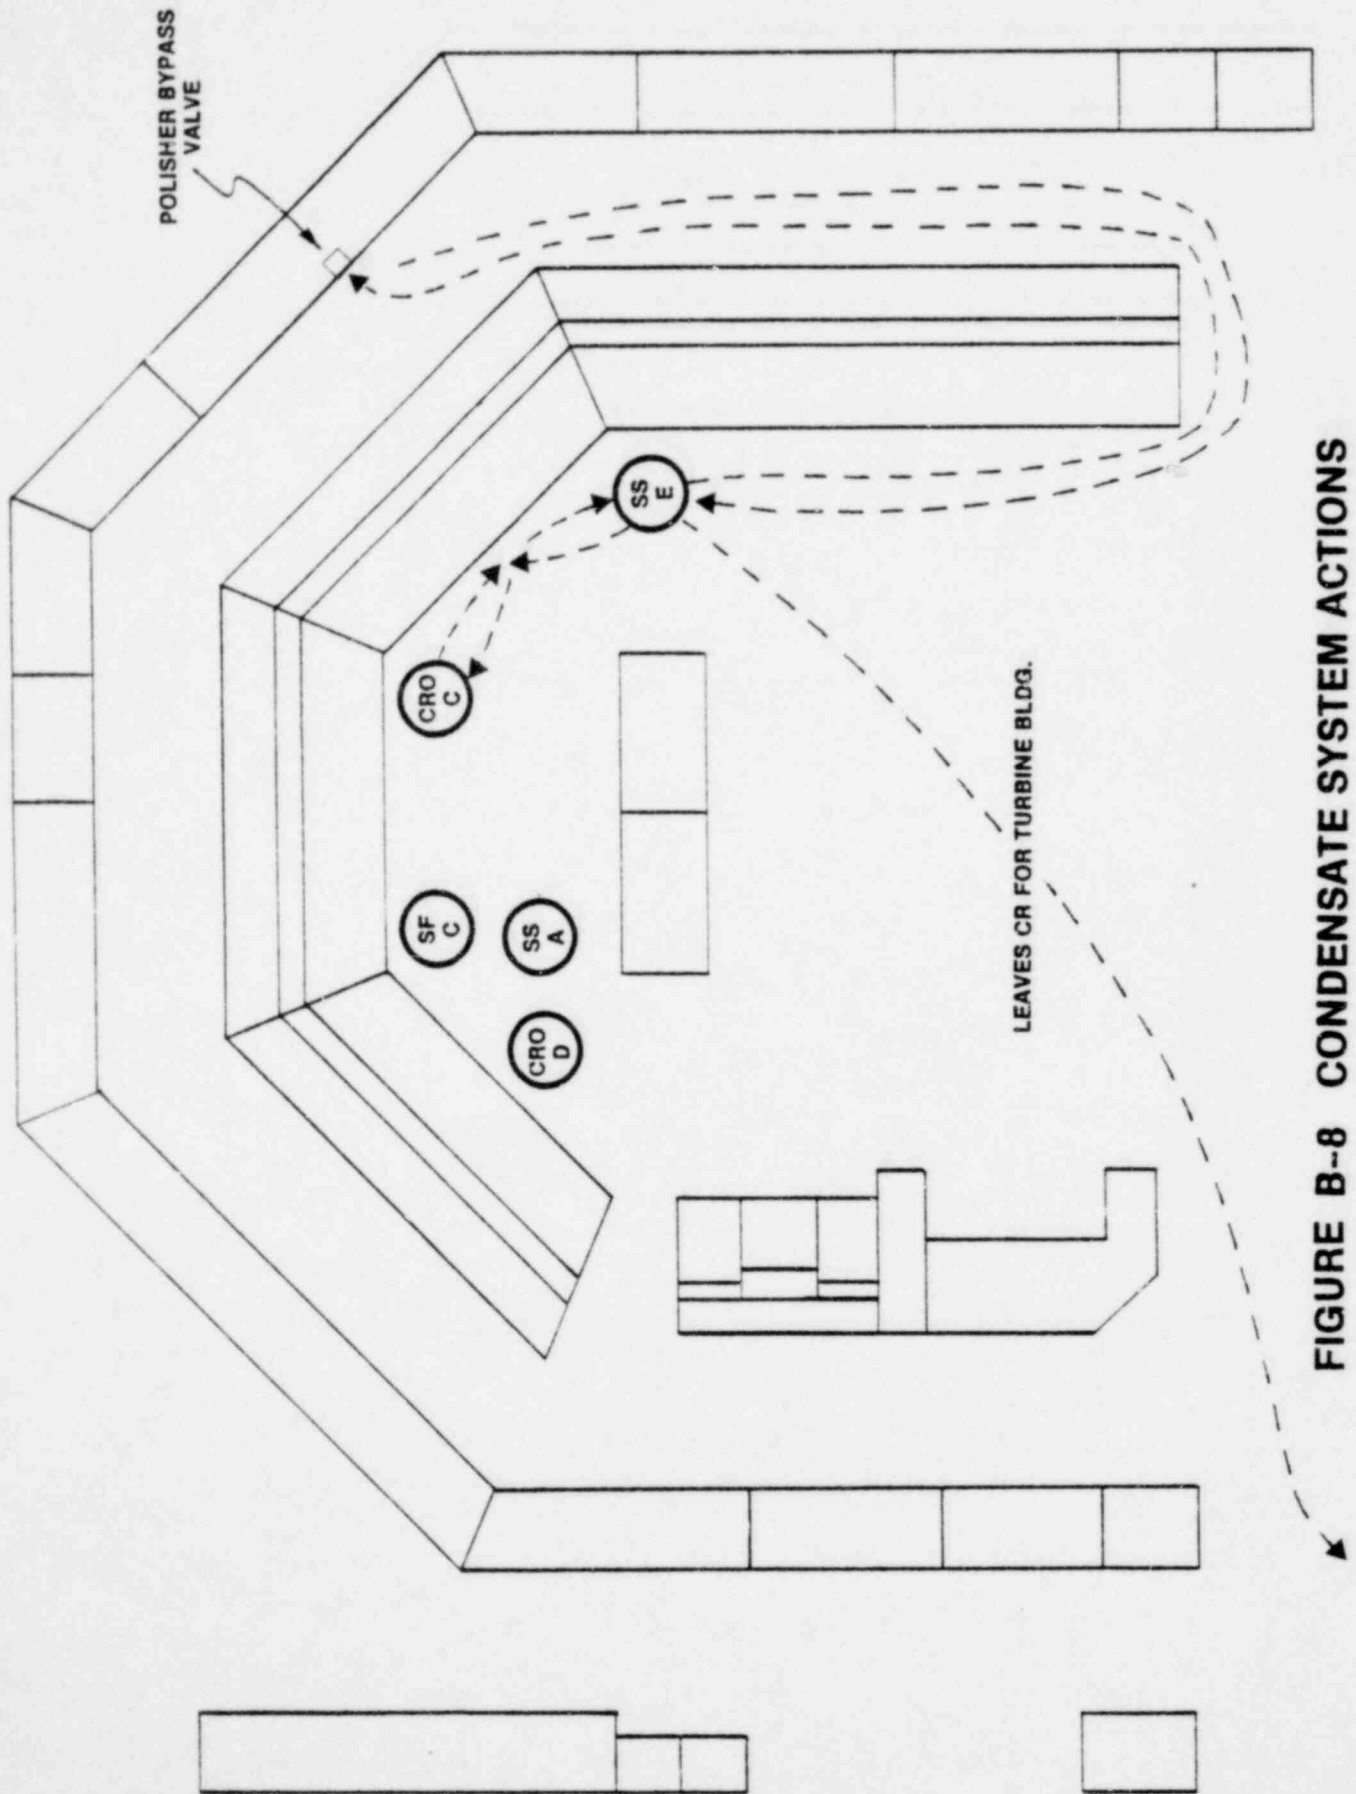 POLISHER BYPASS
VALVE
CRO
D
SF
C
SS
A
CRO
C
SS
E
LEAVES CR FOR TURBINE BLDG.
FIGURE B-8 CONDENSATE SYSTEM ACTIONS